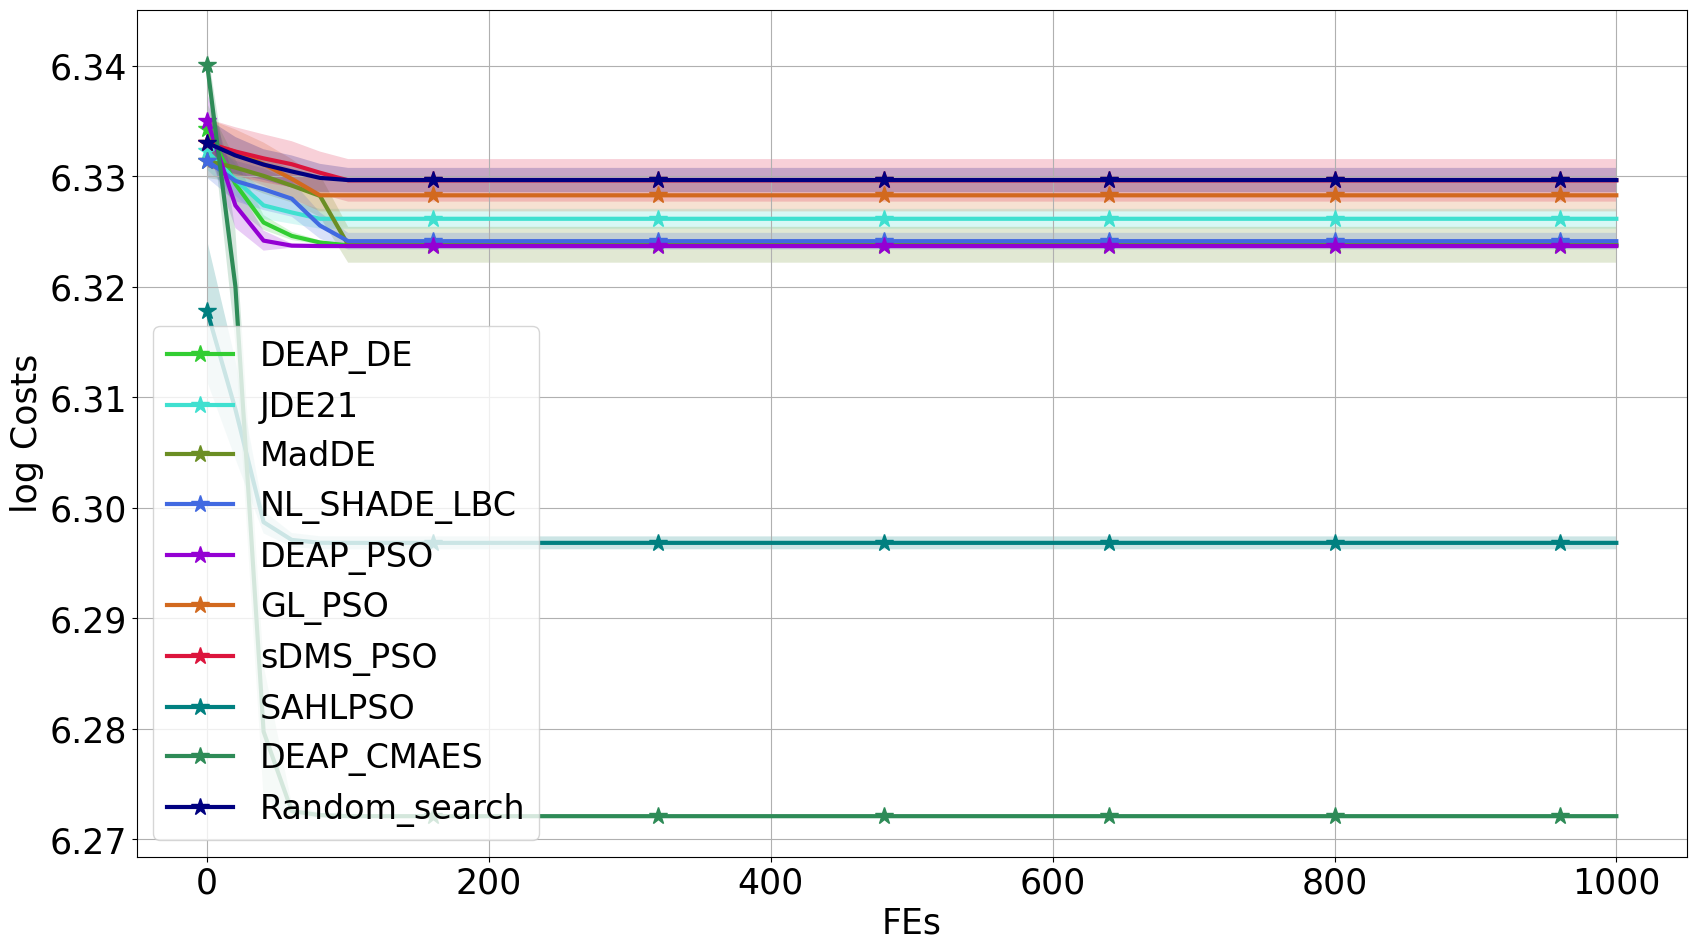 6.34
6.33
6.32
6.31
6.30
6.29
6.28
6.27
log Costs
DEAP_DE
JDE21
MadDE
NL_SHADE_LBC
DEAP_PSO
GL_PSO
sDMS_PSO
SAHLPSO
DEAP_CMAES
Random_search
0 200 400 600 800 1000
FEs